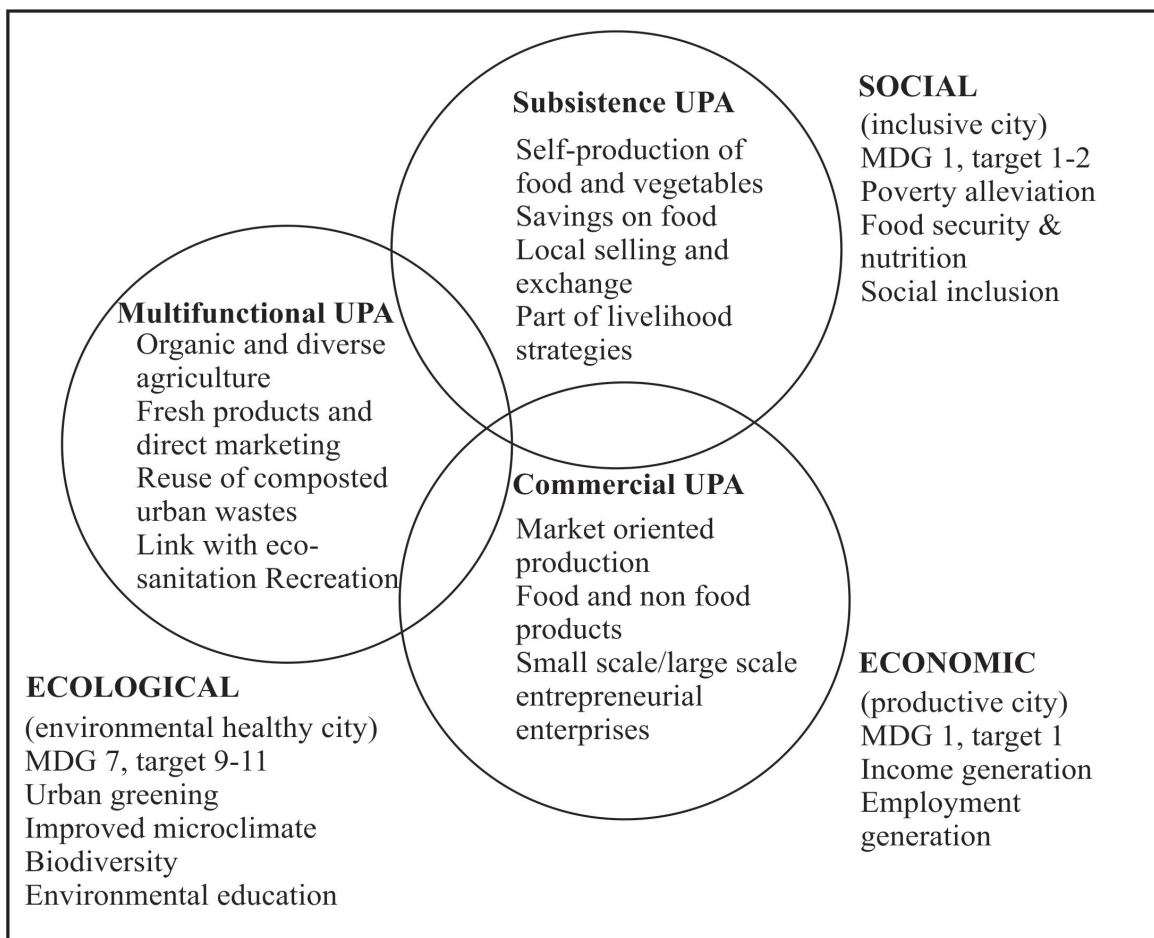 Subsistence UPA
Self-production of
food and vegetables
Savings on food
Local selling and
exchange
Part of livelihood
strategies
SOCIAL
(inclusive city)
MDG 1, target 1-2
Poverty alleviation
Food security &
nutrition
Social inclusion
Multifunctional UPA
Organic and diverse
agriculture
Fresh products and
direct marketing
Reuse of composted
urban wastes
Link with eco-
sanitation Recreation
Commercial UPA
Market oriented
production
Food and non food
products
Small scale/large scale
entrepreneurial
enterprises
ECOLOGICAL
(environmental healthy city)
MDG 7, target 9-11
Urban greening
Improved microclimate
Biodiversity
Environmental education
ECONOMIC
(productive city)
MDG 1, target 1
Income generation
Employment
generation